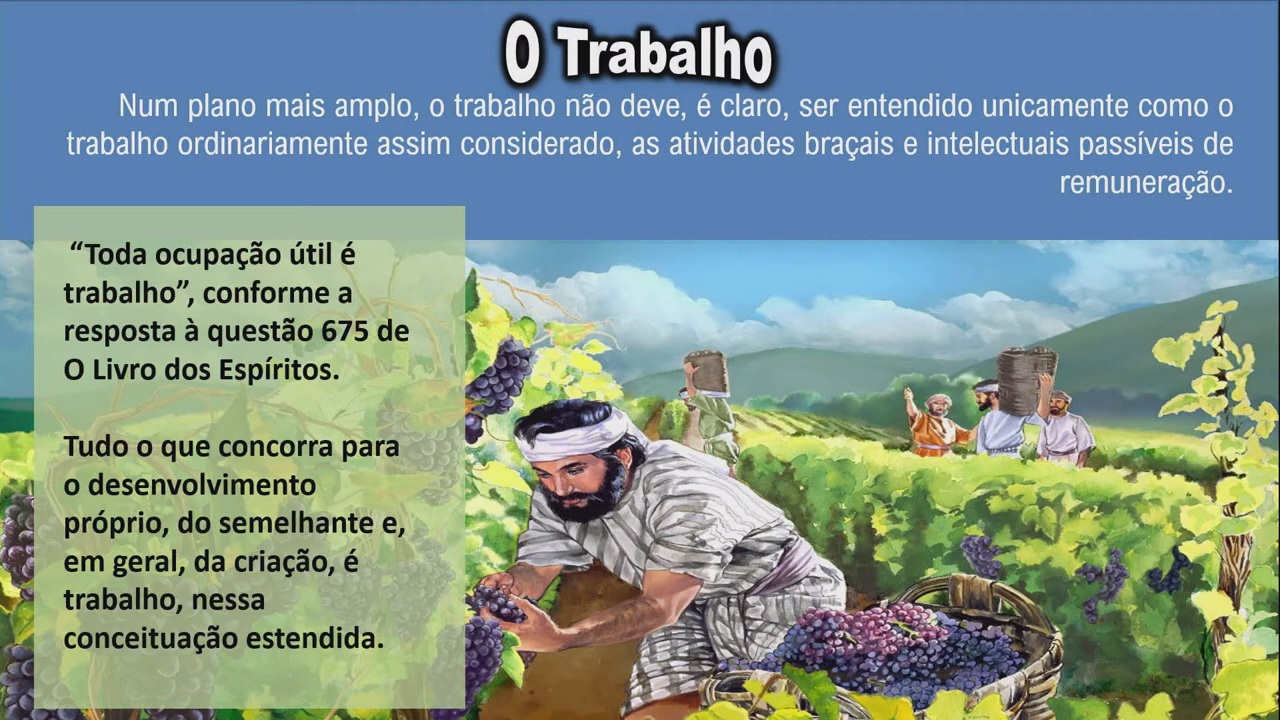 O Trabalho
Num plano mais amplo, o trabalho não deve, é claro, ser entendido unicamente como o
trabalho ordinariamente assim considerado, as atividades braçais e intelectuais passíveis de
remuneração.
“Toda ocupação útil é
trabalho”, conforme a
resposta à questão 675 de
O Livro dos Espíritos.
Tudo o que concorra para
o desenvolvimento
próprio, do semelhante e,
em geral, da criação, é
trabalho, nessa
conceituação estendida.